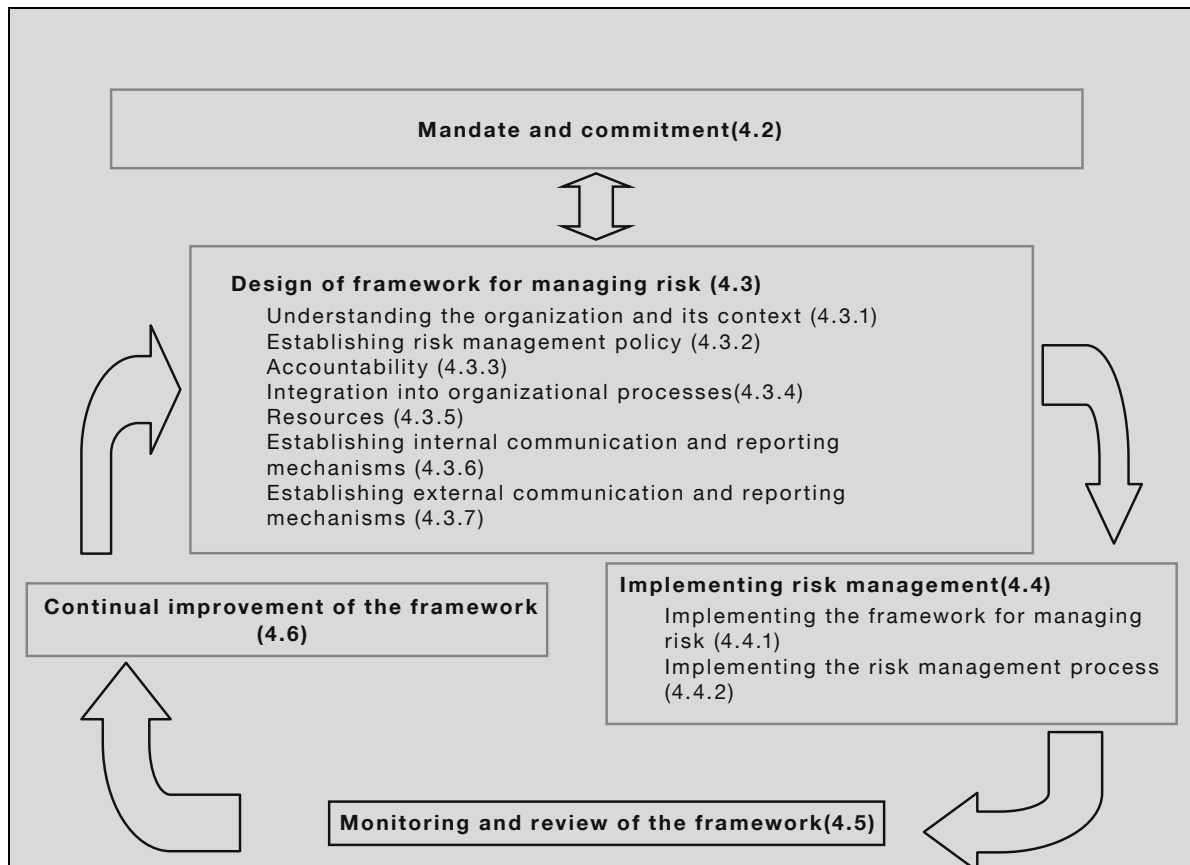 Mandate and commitment(4.2)
Design of framework for managing risk (4.3)
Understanding the organization and its context (4.3.1)
Establishing risk management policy (4.3.2)
Accountability (4.3.3)
Integration into organizational processes(4.3.4)
Resources (4.3.5)
Establishing internal communication and reporting
mechanisms (4.3.6)
Establishing external communication and reporting
mechanisms (4.3.7)
Implementing risk management(4.4)
Implementing the framework for managing
risk (4.4.1)
Implementing the risk management process
(4.4.2)
Monitoring and review of the framework(4.5)
Continual improvement of the framework
(4.6)